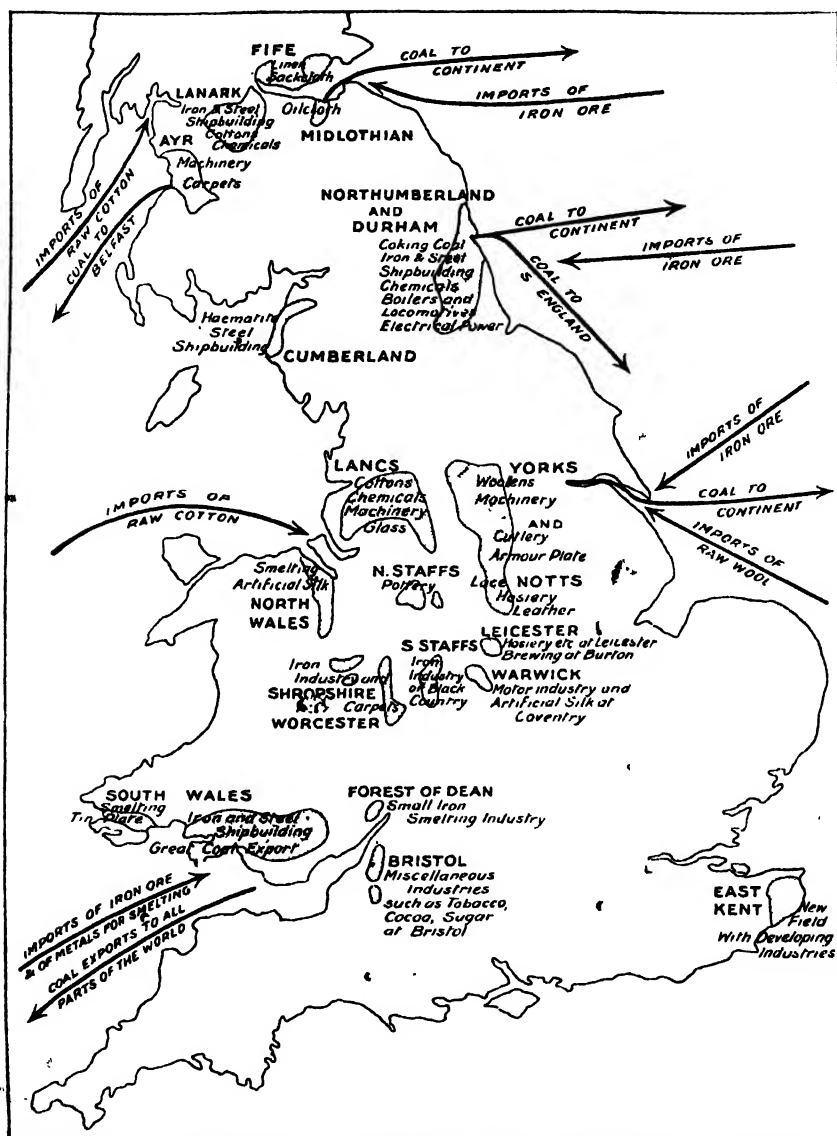 FIFE
Linen
Sackcloth
COAL TO
CONTINENT
IMPORTS OF
IRON ORE
LANARK
Iron & Steel
Shipbuilding
Cottons
Chemicals
Oilcloth
MIDLOTHIAN
AYR
Machinery
Carpets
IMPORTS OF
RAW COTTON
COAL TO
BELFAST
NORTHUMBERLAND
AND
DURHAM
Coking Coal
Iron & Steel
Shipbuilding
Chemicals
Boilers and
Locomotives
Electrical Power
COAL TO
CONTINENT
IMPORTS OF
IRON ORE
COAL TO
S ENGLAND
Haematite
Steel
Shipbuilding
CUMBERLAND
IMPORTS OF
IRON ORE
LANCS
Cottons
Chemicals
Machinery
Glass
YORKS
Woolens
Machinery
AND
Cutlery
Armour Plate
COAL TO
CONTINENT
IMPORTS OF
RAW WOOL
IMPORTS OF
RAW COTTON
Smelting
Artificial Silk
NORTH
WALES
N. STAFFS
Pottery
Lace NOTTS
Hosiery
Leather
LEICESTER
Hosiery etc at Leicester
Brewing at Burton
S STAFFS
Iron
Industry
of Black
Country
WARWICK
Motor industry and
Artificial Silk at
Coventry
Iron
Industry and
SHROPSHIRE
Carpets
WORCESTER
SOUTH WALES
Smelting
Tin Plate
Iron and Steel
Shipbuilding
Great Coal Export
FOREST OF DEAN
Small Iron
Smelting Industry
BRISTOL
Miscellaneous
Industries
such as Tobacco,
Cocoa, Sugar
at Bristol
EAST
KENT
New
Field
With Developing
Industries
IMPORTS OF IRON ORE
& OF METALS FOR SMELTING
COAL EXPORTS TO ALL
PARTS OF THE WORLD